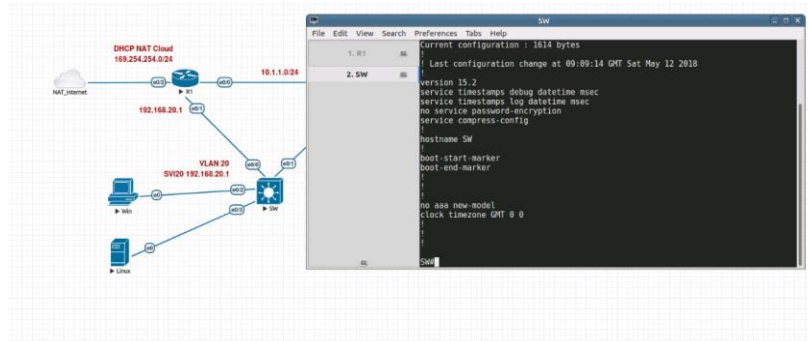 SW
File Edit View Search Preferences Tabs Help
1. R1
2. SW
Current configuration : 1614 bytes
!
! Last configuration change at 09:09:14 GMT Sat May 12 2018
!
version 15.2
service timestamps debug datetime msec
service timestamps log datetime msec
no service password-encryption
service compress-config
!
hostname SW
!
boot-start-marker
boot-end-marker
!
!
!
no aaa new-model
clock timezone GMT 0 0
!
!
!
SW#
DHCP NAT Cloud
169.254.254.0/24
10.1.1.0/24
NAT_Internet
e0/2
R1
e0/0
192.168.20.1
e0/1
VLAN 20
SVI20 192.168.20.1
e0/0
e0/1
e0
e0/2
Win
SW
e0/3
e0
Linux